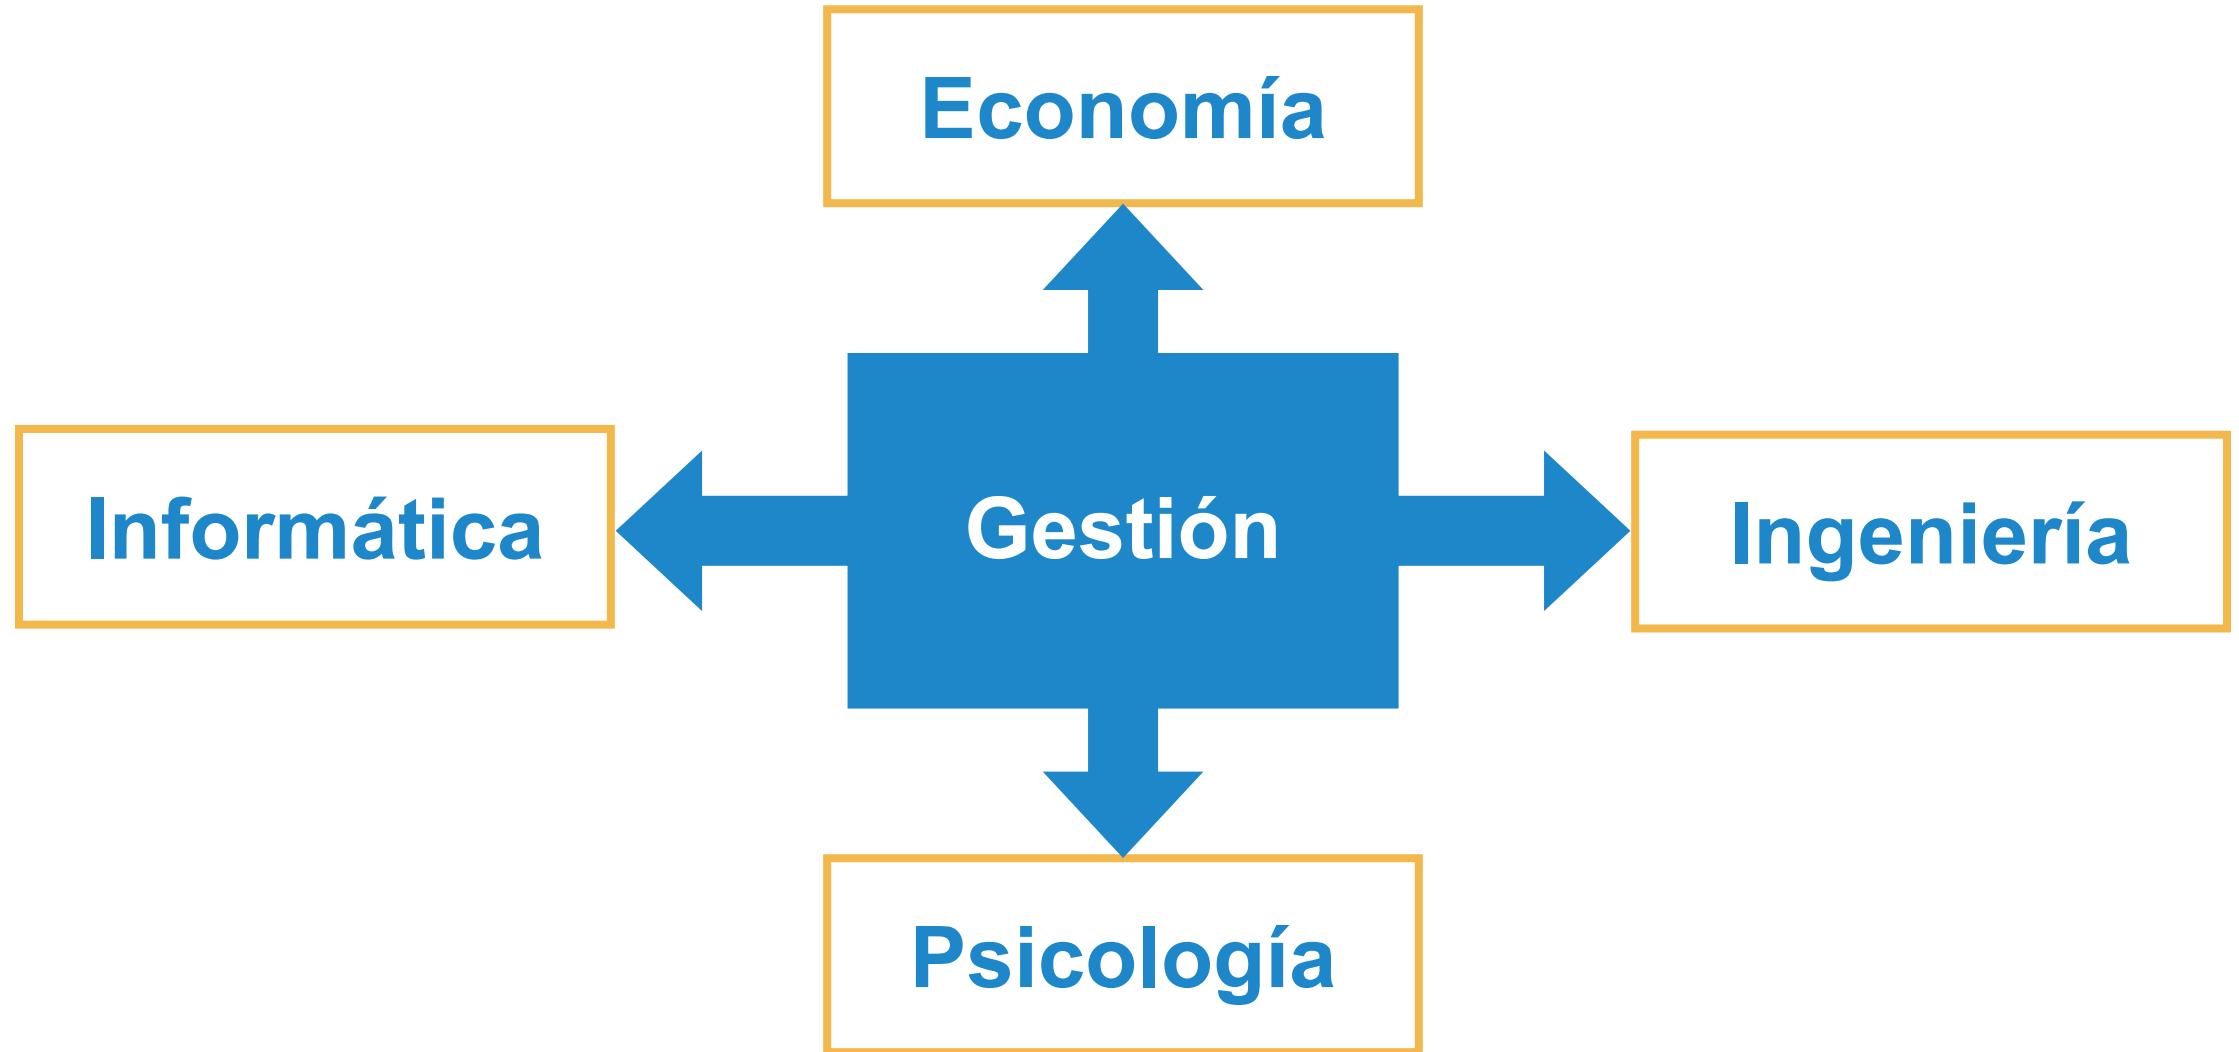 Economía
Informática
Gestión
Ingeniería
Psicología